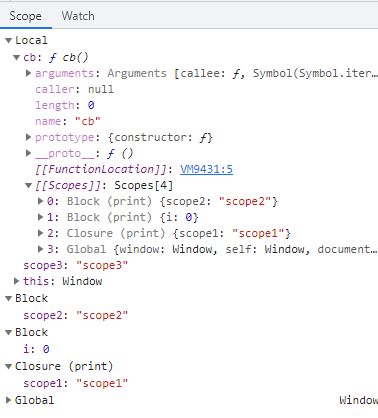 Scope Watch
Local
cb: ƒ cb()
arguments: Arguments [callee: ƒ, Symbol(Symbol.iter…
caller: null
length: 0
name: "cb"
prototype: {constructor: ƒ}
__proto__: ƒ ()
[[FunctionLocation]]: VM9431:5
[[Scopes]]: Scopes[4]
0: Block (print) {scope2: "scope2"}
1: Block (print) {i: 0}
2: Closure (print) {scope1: "scope1"}
3: Global {window: Window, self: Window, document…
scope3: "scope3"
this: Window
Block
scope2: "scope2"
Block
i: 0
Closure (print)
scope1: "scope1"
Global Window